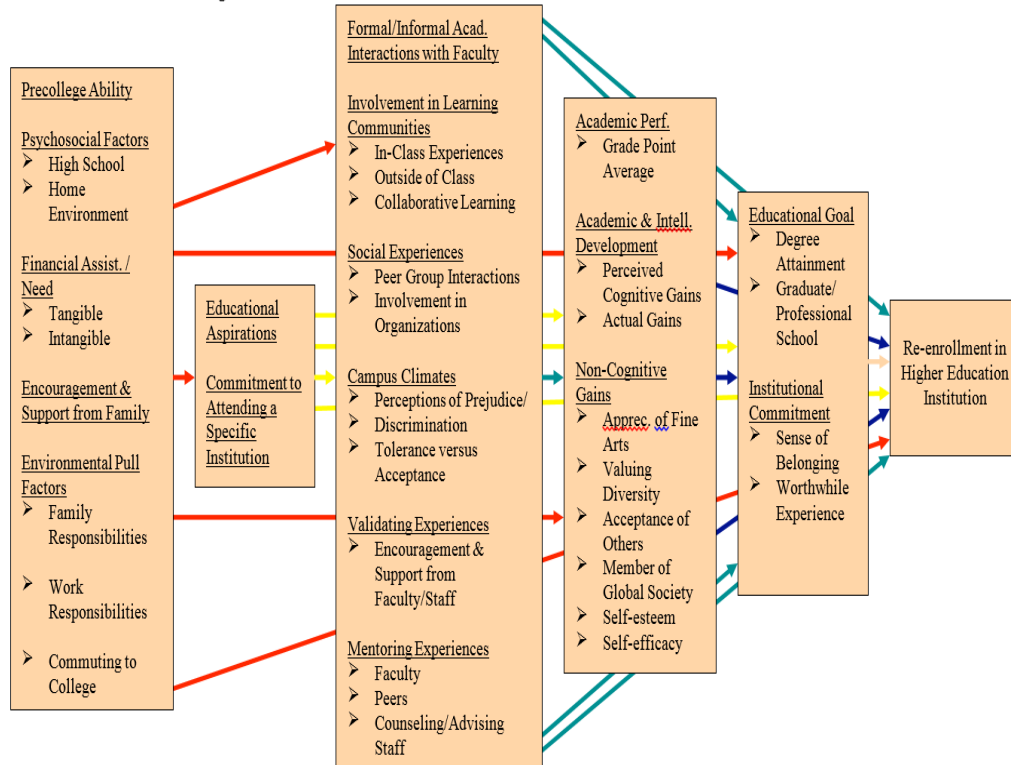 Precollege Ability
Psychosocial Factors
➢ High School
➢ Home
Environment
Financial Assist. /
Need
➢ Tangible
➢ Intangible
Encouragement &
Support from Family
Environmental Pull
Factors
➢ Family
Responsibilities
➢ Work
Responsibilities
➢ Commuting to
College
Educational
Aspirations
Commitment to
Attending a
Specific
Institution
Formal/Informal Acad.
Interactions with Faculty
Involvement in Learning
Communities
➢ In-Class Experiences
➢ Outside of Class
➢ Collaborative Learning
Social Experiences
➢ Peer Group Interactions
➢ Involvement in
Organizations
Campus Climates
➢ Perceptions of Prejudice/
➢ Discrimination
➢ Tolerance versus
Acceptance
Validating Experiences
➢ Encouragement &
Support from
Faculty/Staff
Mentoring Experiences
➢ Faculty
➢ Peers
➢ Counseling/Advising
Staff
Academic Perf.
➢ Grade Point
Average
Academic & Intell.
Development
➢ Perceived
Cognitive Gains
➢ Actual Gains
Non-Cognitive
Gains
➢ Apprec. of Fine
Arts
➢ Valuing
Diversity
➢ Acceptance of
Others
➢ Member of
Global Society
➢ Self-esteem
➢ Self-efficacy
Educational Goal
➢ Degree
Attainment
➢ Graduate/
Professional
School
Institutional
Commitment
➢ Sense of
Belonging
➢ Worthwhile
Experience
Re-enrollment in
Higher Education
Institution